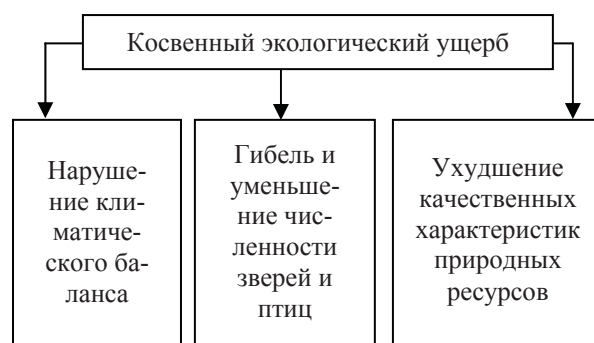 Косвенный экологический ущерб
Наруше-
ние кли-
матиче-
ского ба-
ланса
Гибель и
уменьше-
ние чис-
ленности
зверей и
птиц
Ухудшение
качественных
характеристик
природных
ресурсов